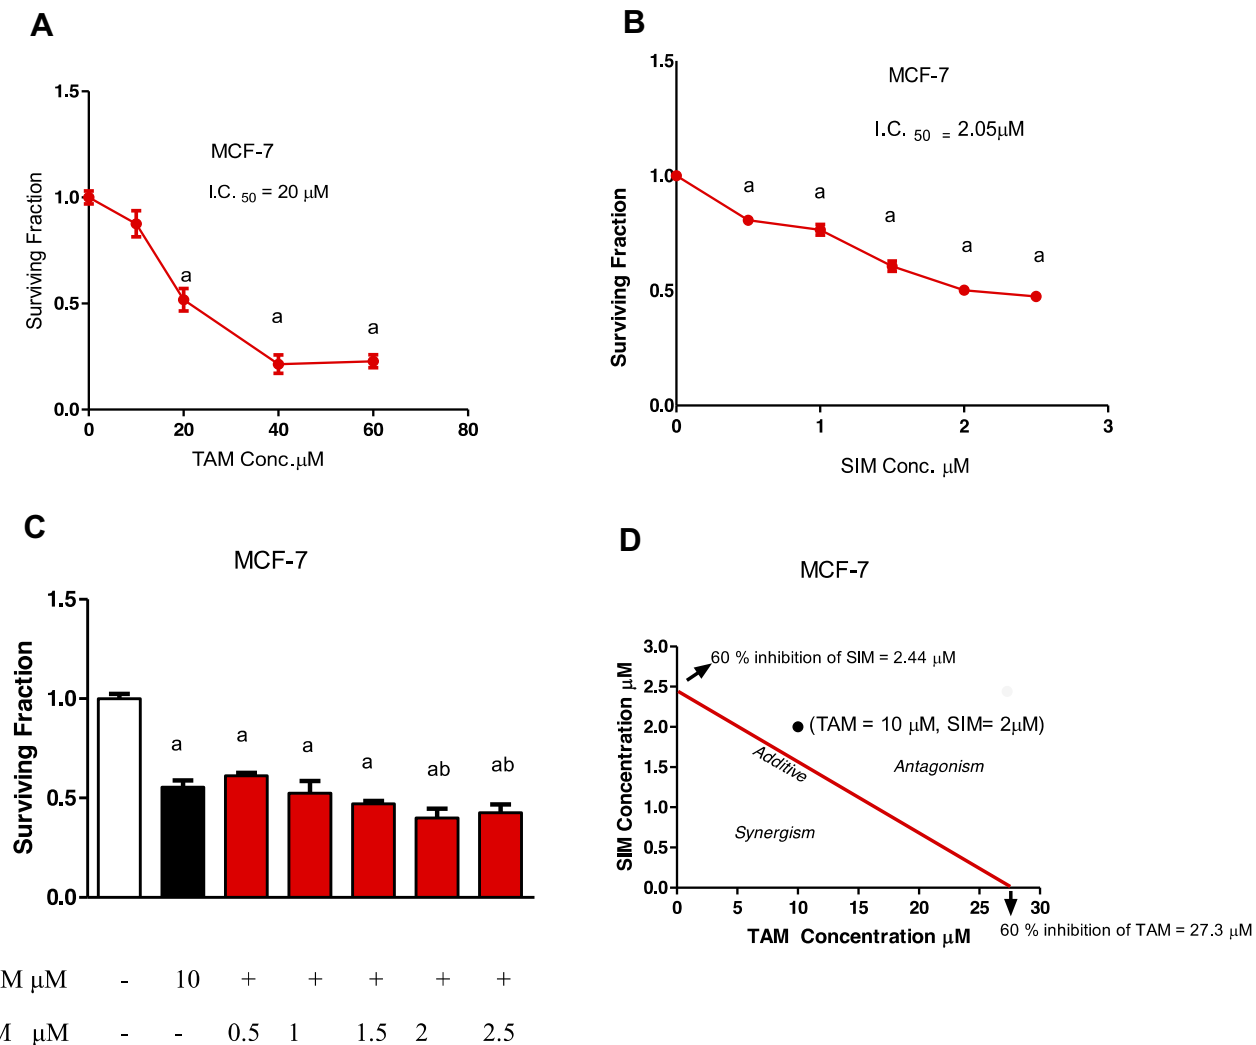 A
1.5
1.0
0.5
0.0
Surviving Fraction
MCF-7
I.C. 50 = 20 µM
a
a
a
0
20
40
60
80
TAM Conc.µM
B
1.5
1.0
0.5
0.0
Surviving Fraction
MCF-7
I.C. 50 = 2.05µM
a
a
a
a
a
0
1
2
3
SIM Conc. µM
C
MCF-7
1.5
1.0
0.5
0.0
Surviving Fraction
a
a
a
a
ab
ab
M µM - 10 + + + + +
M µM - - 0.5 1 1.5 2 2.5
D
MCF-7
3.0
2.5
2.0
1.5
1.0
0.5
0.0
SIM Concentration µM
60 % inhibition of SIM = 2.44 µM
(TAM = 10 µM, SIM= 2µM)
Additive
Antagonism
Synergism
0
5
10
15
20
25
30
TAM Concentration µM
60 % inhibition of TAM = 27.3 µM